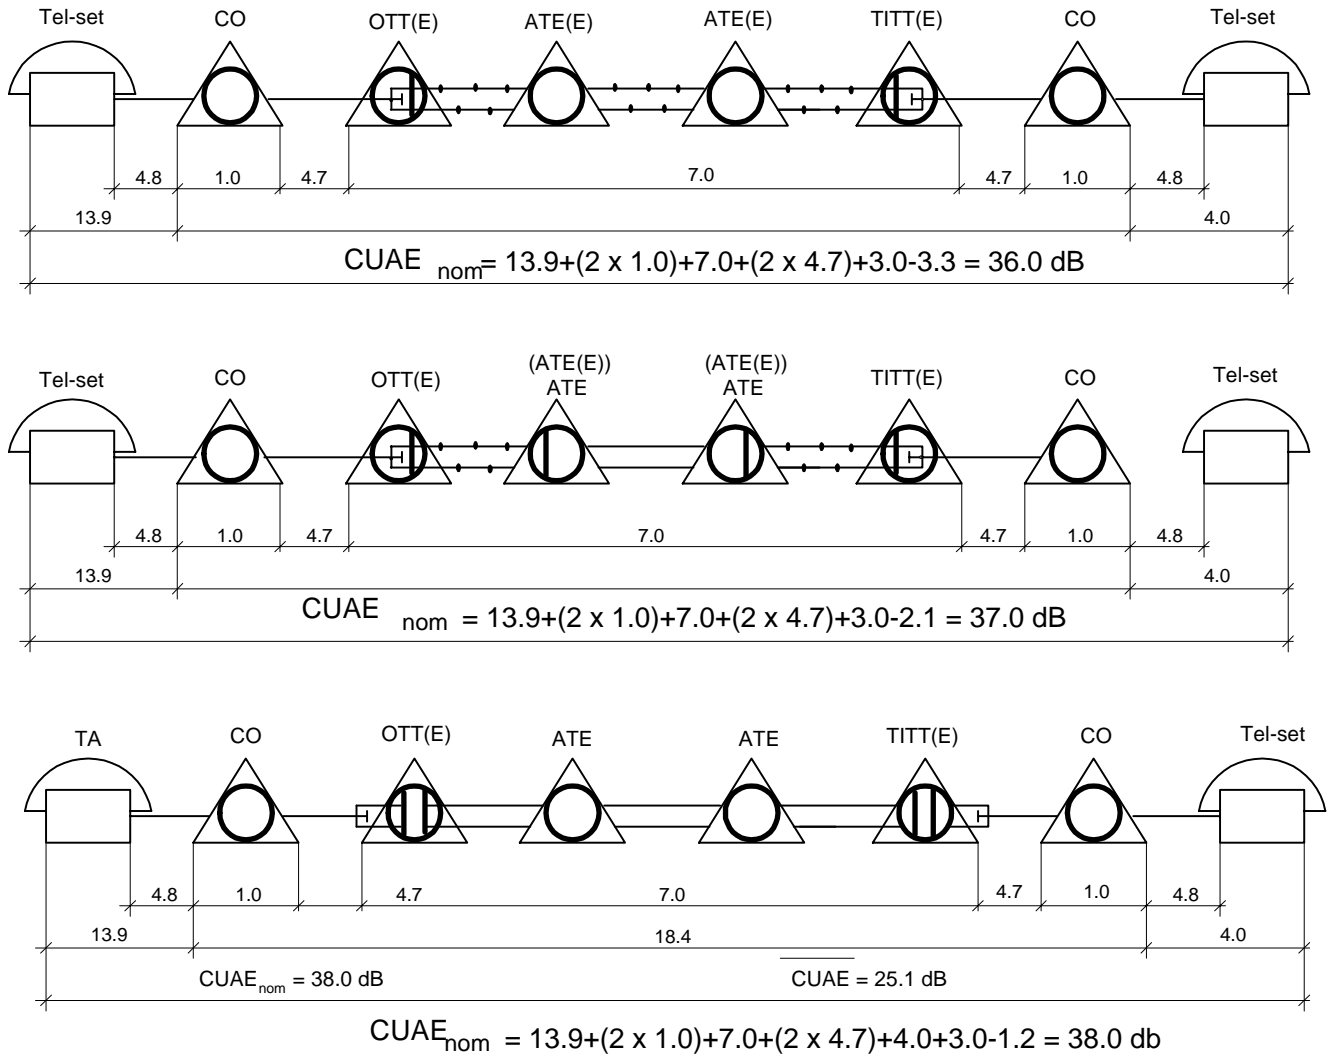 Tel-set CO OTT(E) ATE(E) ATE(E) TITT(E) CO Tel-set
4.8 1.0 4.7 7.0 4.7 1.0 4.8
13.9 4.0
CUAE nom= 13.9+(2 x 1.0)+7.0+(2 x 4.7)+3.0-3.3 = 36.0 dB
(ATE(E)) (ATE(E))
Tel-set CO OTT(E) ATE ATE TITT(E) CO Tel-set
4.8 1.0 4.7 7.0 4.7 1.0 4.8
13.9 4.0
CUAE nom = 13.9+(2 x 1.0)+7.0+(2 x 4.7)+3.0-2.1 = 37.0 dB
TA CO OTT(E) ATE ATE TITT(E) CO Tel-set
4.8 1.0 4.7 7.0 4.7 1.0 4.8
13.9 18.4 4.0
CUAEnom = 38.0 dB CUAE = 25.1 dB
CUAEnom = 13.9+(2 x 1.0)+7.0+(2 x 4.7)+4.0+3.0-1.2 = 38.0 db